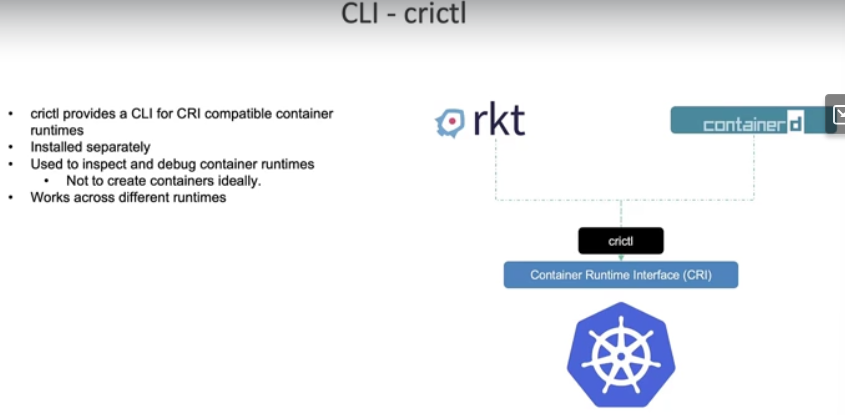 CLI - crictl
• crictl provides a CLI for CRI compatible container
runtimes
• Installed separately
• Used to inspect and debug container runtimes
• Not to create containers ideally.
• Works across different runtimes
rkt
containerd
crictl
Container Runtime Interface (CRI)